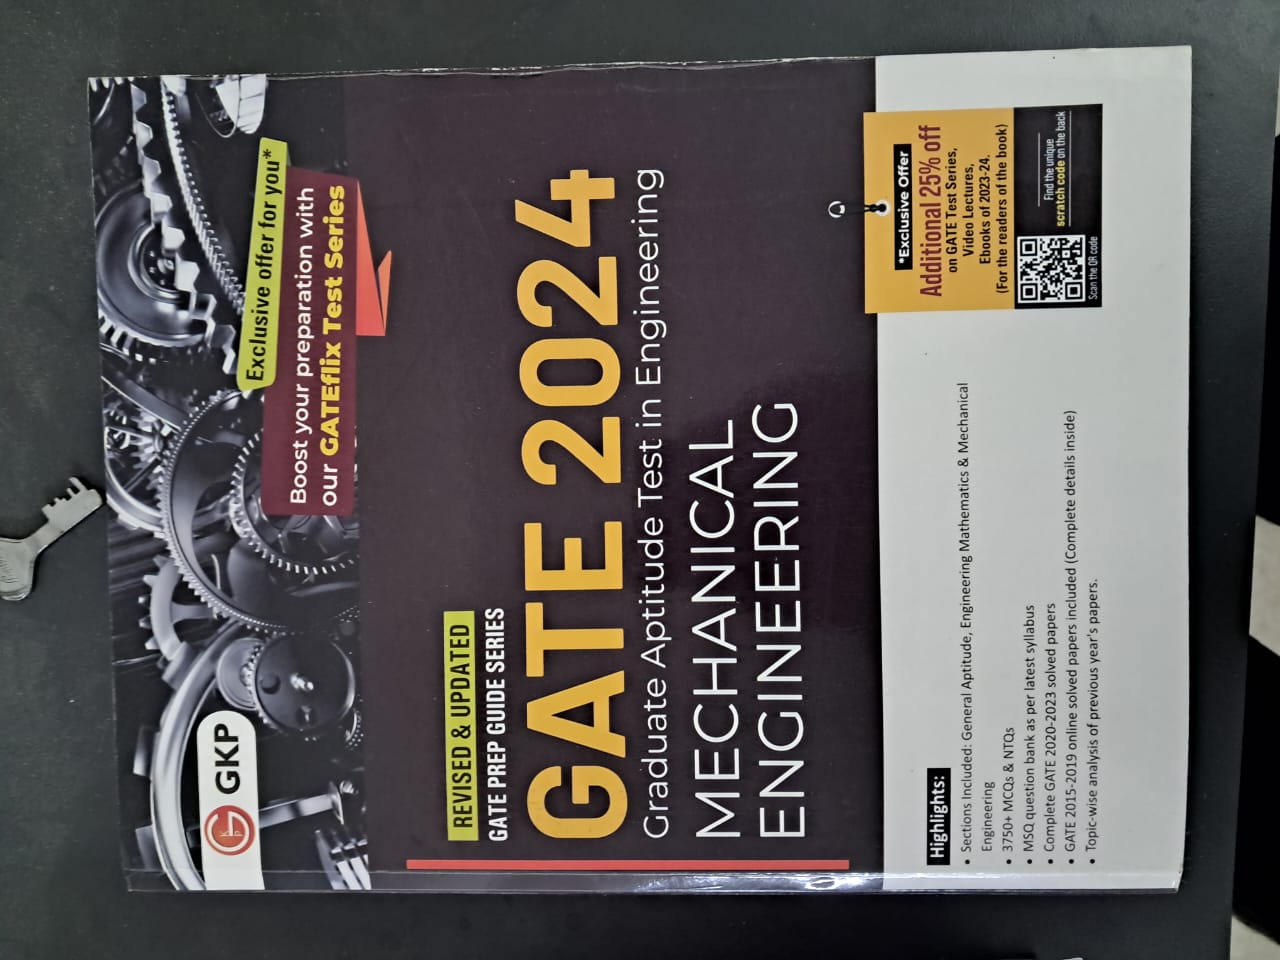 Exclusive offer for you*
Boost your preparation with
our GATEflix Test Series
GKP
REVISED & UPDATED
GATE PREP GUIDE SERIES
GATE 2024
Graduate Aptitude Test in Engineering
MECHANICAL
ENGINEERING
*Exclusive Offer
Additional 25% off
on GATE Test Series,
Video Lectures,
Ebooks of 2023-24.
(For the readers of the book)
Find the unique
scratch code on the back
Scan the QR code
Highlights:
• Sections Included: General Aptitude, Engineering Mathematics & Mechanical
Engineering
• 3750+ MCQs & NTQs
• MSQ question bank as per latest syllabus
• Complete GATE 2020-2023 solved papers
• GATE 2015-2019 online solved papers included (Complete details inside)
• Topic-wise analysis of previous year's papers.